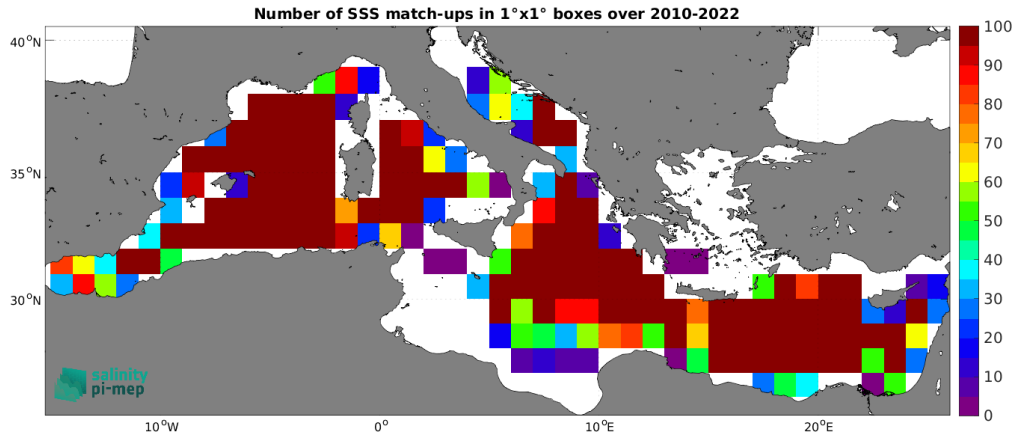 Number of SSS match-ups in 1°x1° boxes over 2010-2022
40°N
35°N
30°N
10°W
0°
10°E
20°E
100
90
80
70
60
50
40
30
20
10
0
salinity
pi-mep